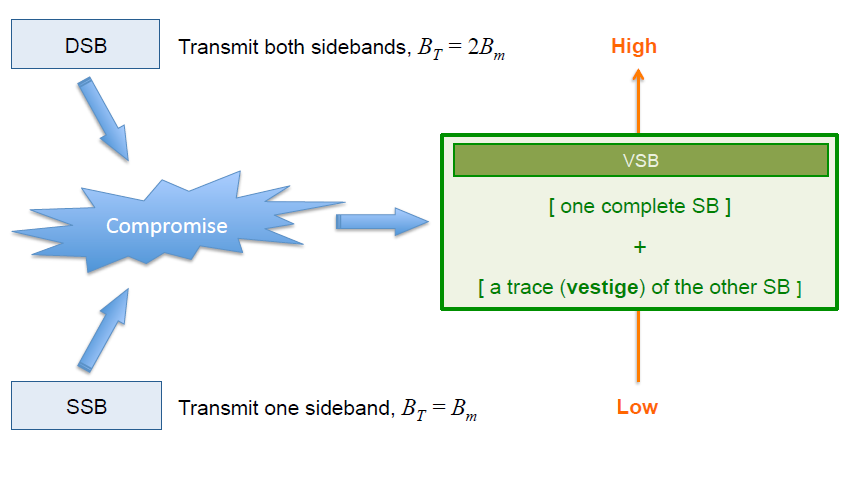 DSB
Transmit both sidebands, B_T = 2B_m
High
VSB
[ one complete SB ]
Compromise
+
[ a trace (vestige) of the other SB ]
SSB
Transmit one sideband, B_T = B_m
Low